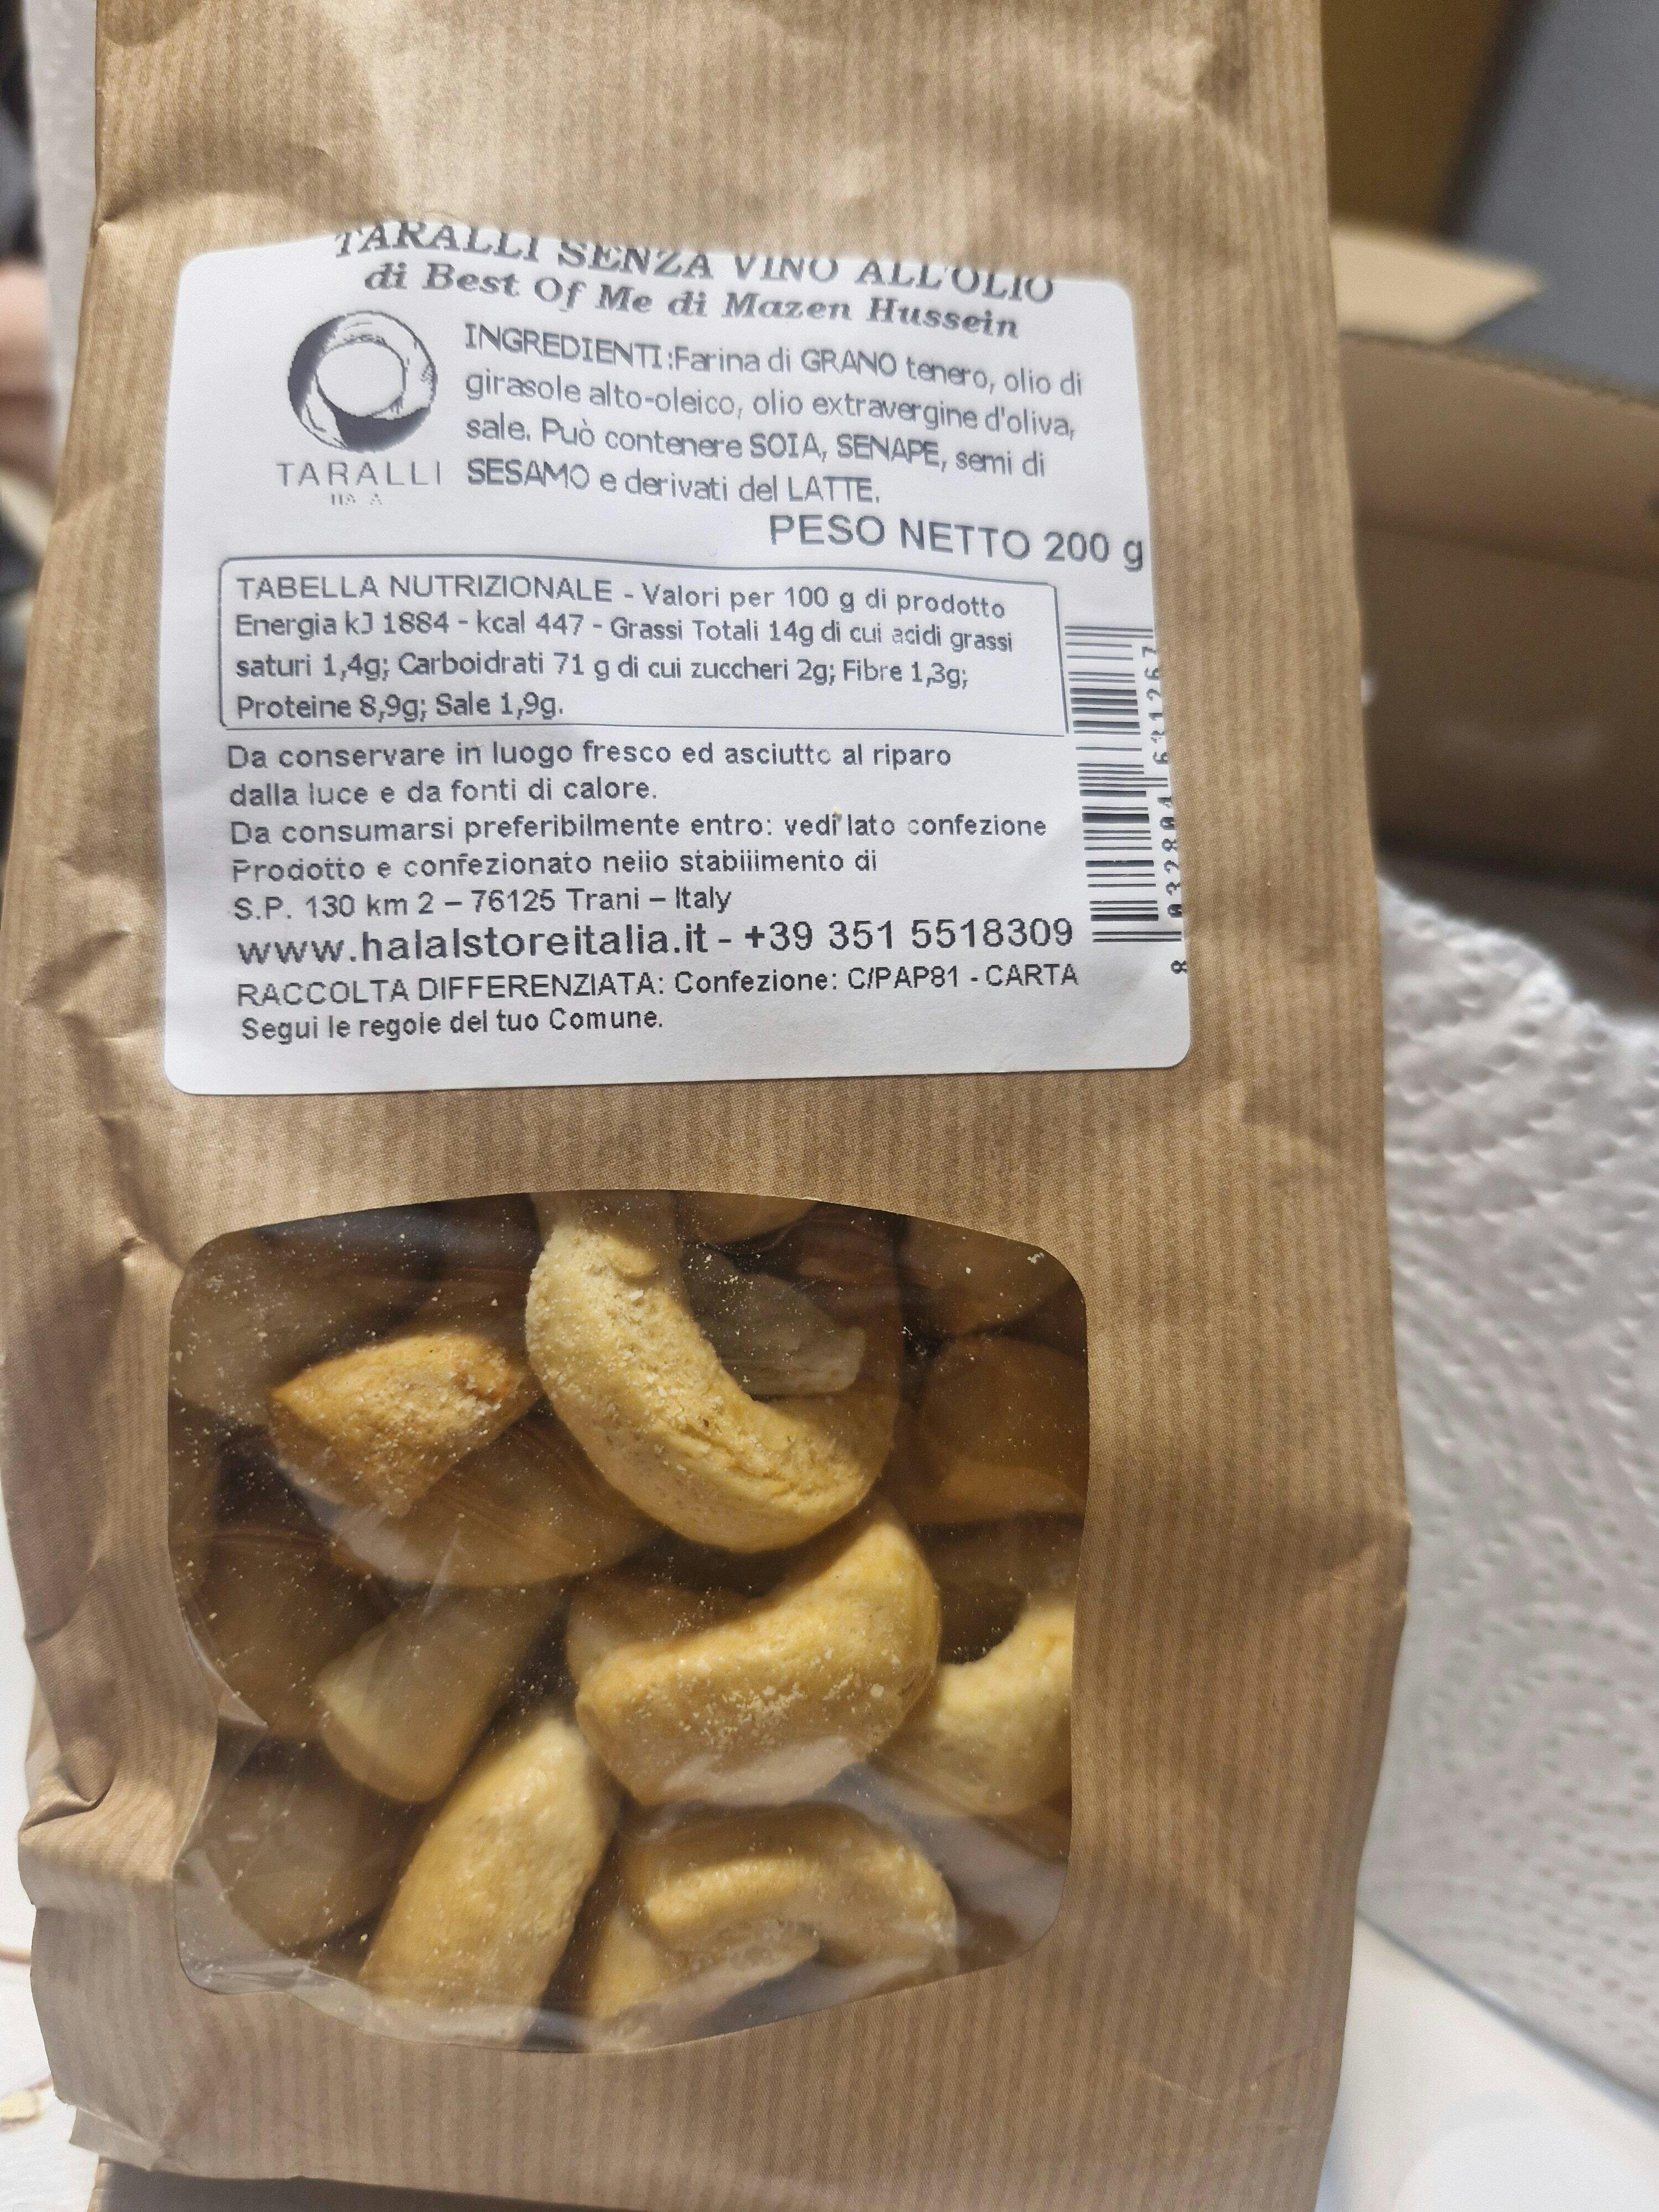 TARALLI SENZA VINO ALL'OLIO
di Best Of Me di Mazen Hussein
INGREDIENTI:Farina di GRANO tenero, olio di
girasole alto-oleico, olio extravergine d'oliva,
sale. Può contenere SOIA, SENAPE, semi di
SESAMO e derivati del LATTE.
TARALLI
PESO NETTO 200 g
TABELLA NUTRIZIONALE - Valori per 100 g di prodotto
Energia kJ 1884 - kcal 447 - Grassi Totali 14g di cui acidi grassi
saturi 1,4g; Carboidrati 71 g di cui zuccheri 2g; Fibre 1,3g;
Proteine 8,9g; Sale 1,9g.
Da conservare in luogo fresco ed asciutto al riparo
dalla luce e da fonti di calore.
Da consumarsi preferibilmente entro: vedi lato confezione
Prodotto e confezionato nello stabilimento di
S.P. 130 km 2 – 76125 Trani – Italy
www.halalstoreitalia.it - +39 351 5518309
RACCOLTA DIFFERENZIATA: Confezione: C/PAP81 - CARTA
Segui le regole del tuo Comune.